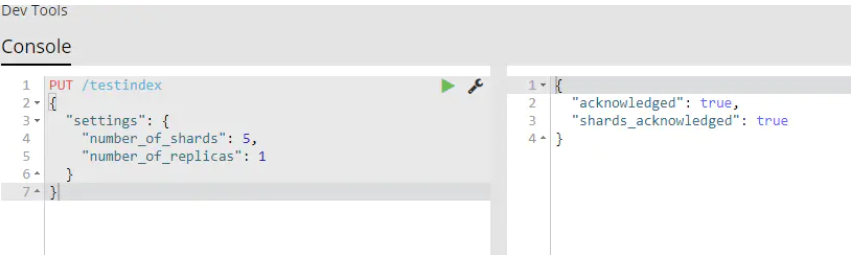 Dev Tools
Console
1 PUT /testindex
2 {
3 "settings": {
4 "number_of_shards": 5,
5 "number_of_replicas": 1
6 }
7 }
1 {
2 "acknowledged": true,
3 "shards_acknowledged": true
4 }